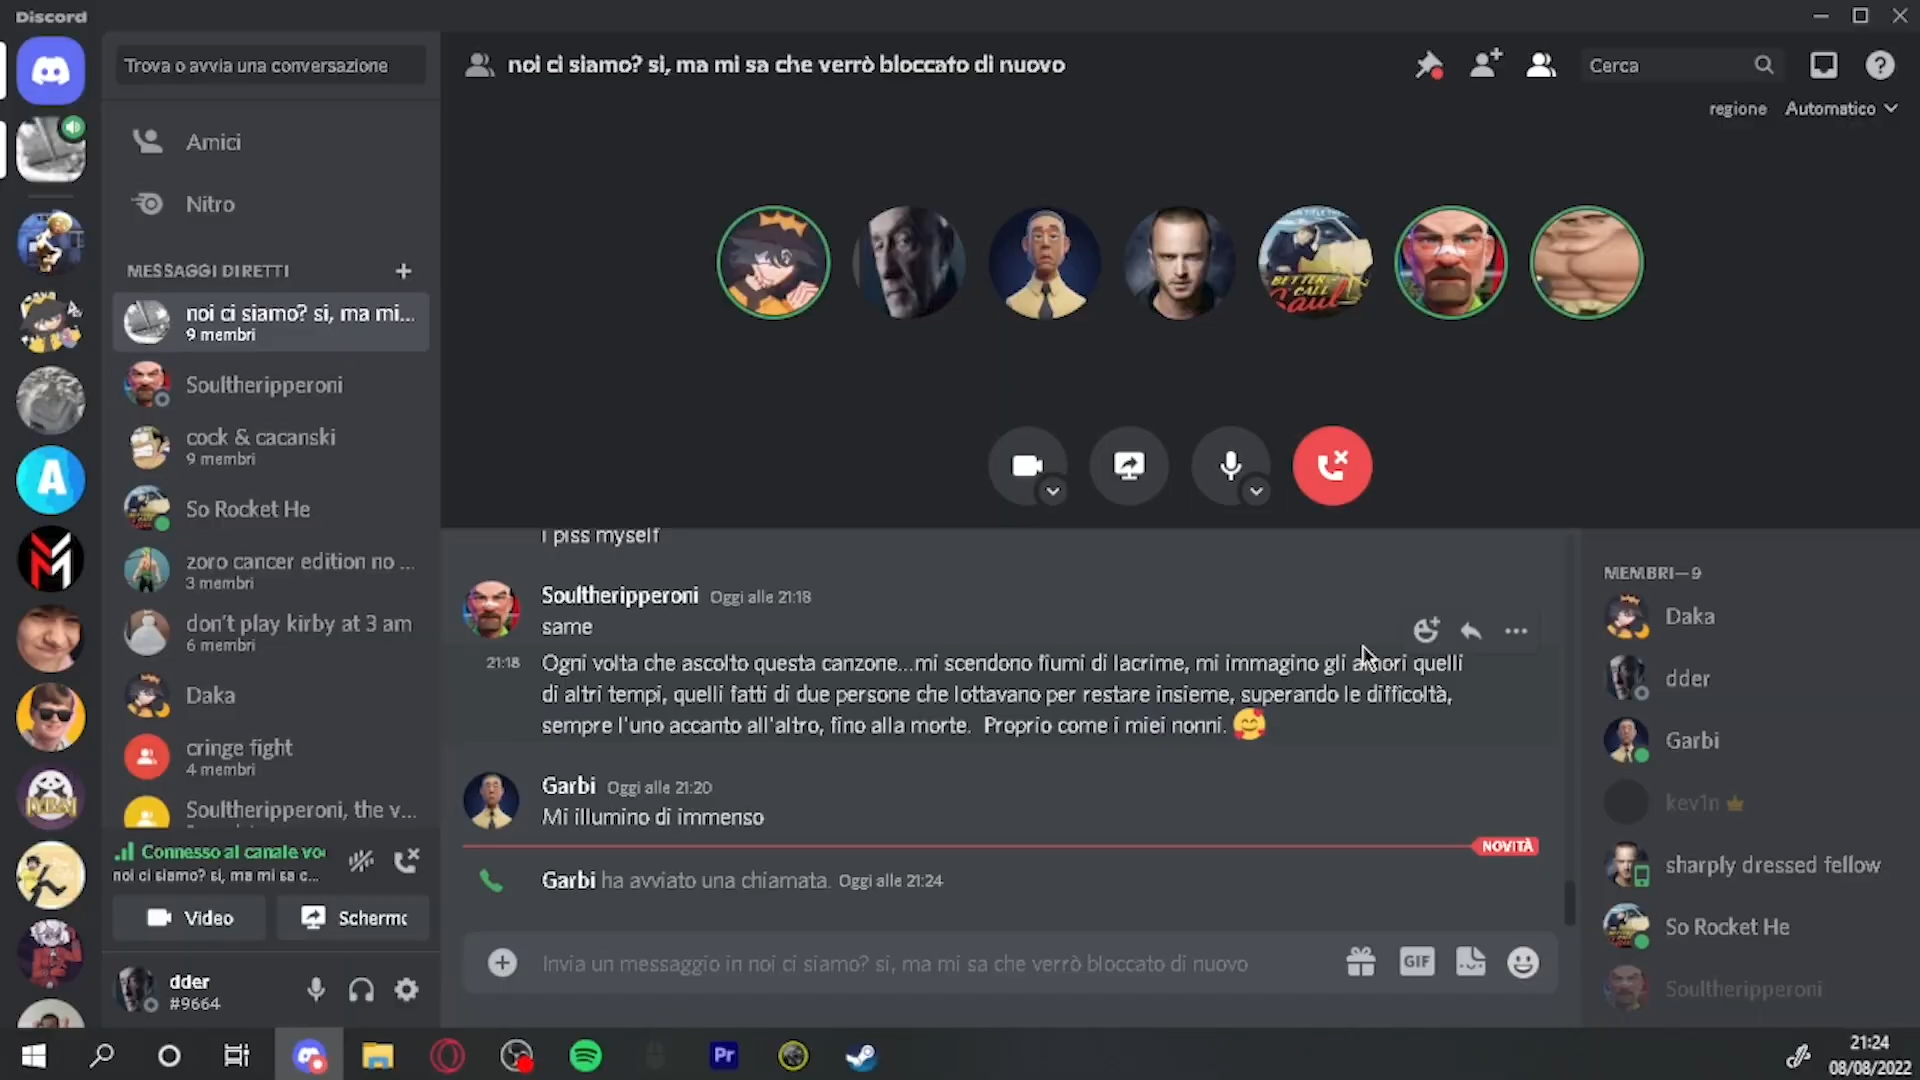 Discord
Trova o avvia una conversazione
Amici
Nitro
MESSAGGI DIRETTI
noi ci siamo? si, ma mi...
9 membri
Soultheripperoni
cock & cacanski
9 membri
So Rocket He
zoro cancer edition no ...
3 membri
don't play kirby at 3 am
6 membri
Daka
cringe fight
4 membri
Soultheripperoni, the v...
Connesso al canale vo
noi ci siamo? si, ma mi sa c...
Video
Scherm
dder
#9664
noi ci siamo? si, ma mi sa che verrò bloccato di nuovo
Cerca
regione Automatico
BETTER
CALL
Saul
i piss myself
Soultheripperoni Oggi alle 21:18
same
21:18 Ogni volta che ascolto questa canzone...mi scendono fiumi di lacrime, mi immagino gli amori quelli
di altri tempi, quelli fatti di due persone che lottavano per restare insieme, superando le difficoltà,
sempre l'uno accanto all'altro, fino alla morte. Proprio come i miei nonni. 🥰
Garbi Oggi alle 21:20
Mi illumino di immenso
NOVITÀ
Garbi ha avviato una chiamata. Oggi alle 21:24
Invia un messaggio in noi ci siamo? si, ma mi sa che verrò bloccato di nuovo
GIF
MEMBRI—9
Daka
dder
Garbi
kev1n
sharply dressed fellow
So Rocket He
Soultheripperoni
Pr
21:24
08/08/2022